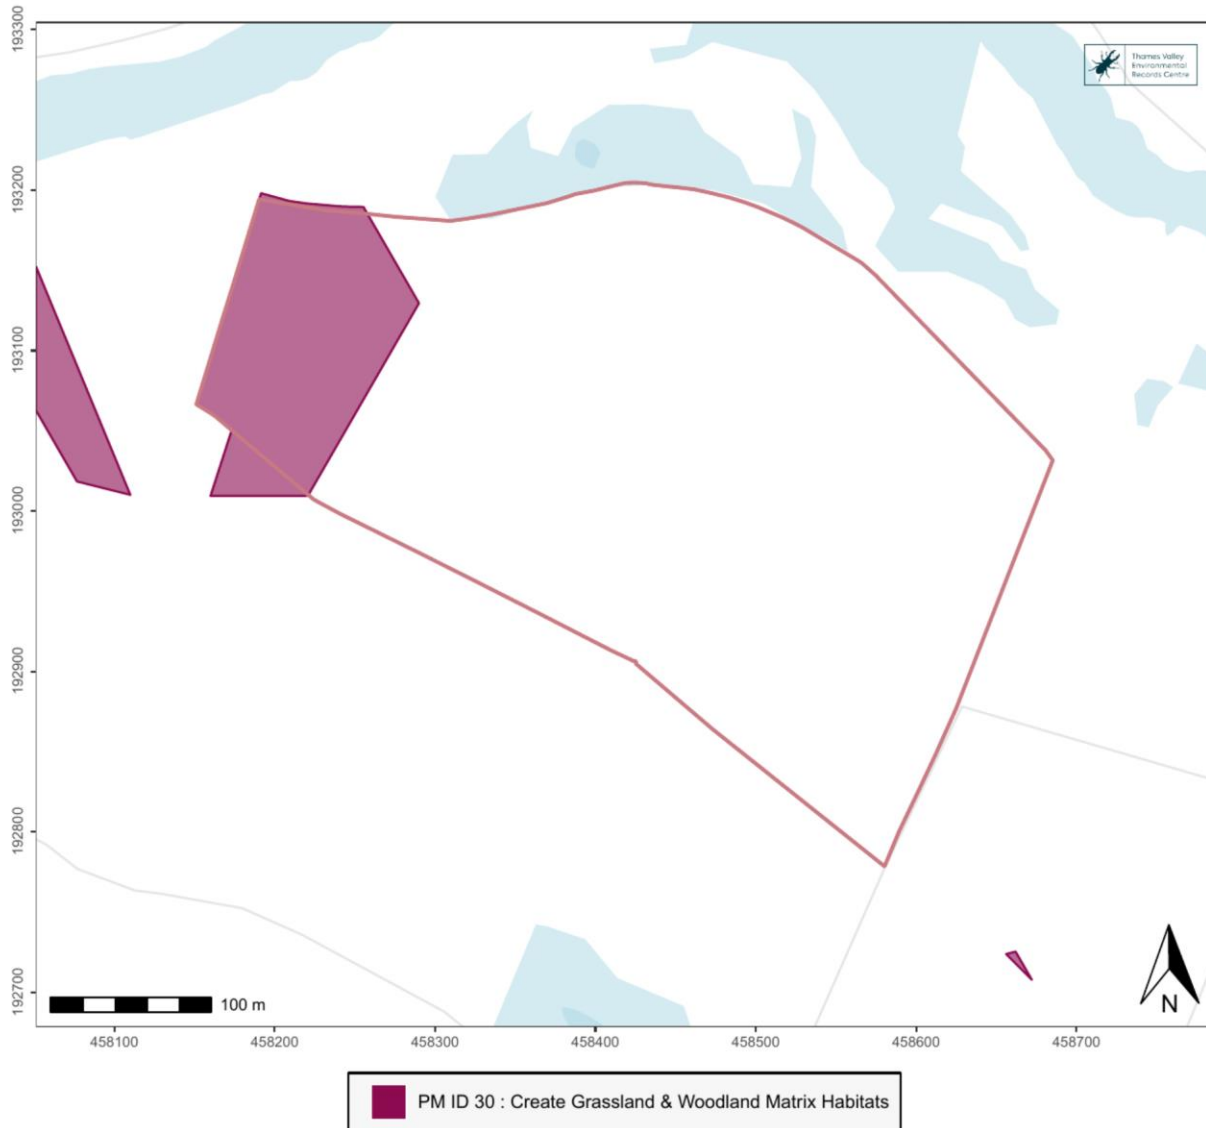 193300
193200
193100
193000
192900
192800
192700
Thames Valley
Environmental
Records Centre
100 m
N
458100
458200
458300
458400
458500
458600
458700
PM ID 30 : Create Grassland & Woodland Matrix Habitats